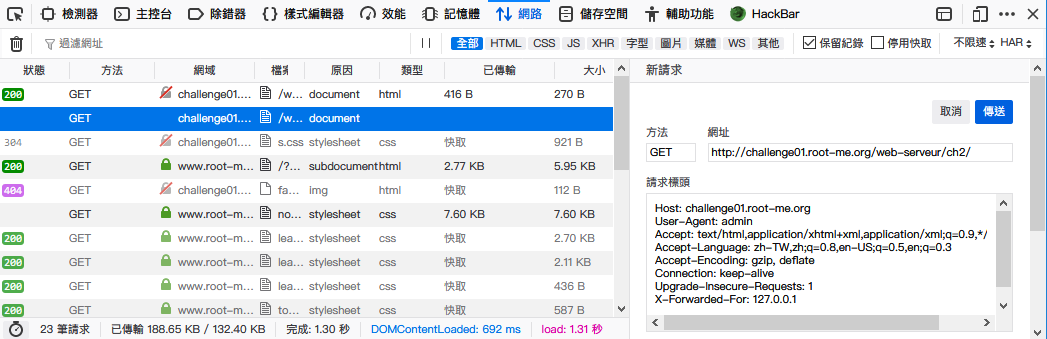 檢測器 主控台 除錯器 樣式編輯器 效能 記憶體 網路 儲存空間 輔助功能 HackBar
過濾網址 全部 HTML CSS JS XHR 字型 圖片 媒體 WS 其他 保留紀錄 停用快取 不限速 HAR
狀態 方法 網域 檔案 原因 類型 已傳輸 大小
200 GET challenge01.... /w... document html 416 B 270 B
GET challenge01.... /w... document
304 GET challenge01.... s.css stylesheet css 快取 921 B
200 GET www.root-m... /?... subdocument html 2.77 KB 5.95 KB
404 GET challenge01.... fa... img html 快取 112 B
GET www.root-m... no... stylesheet css 7.60 KB 7.60 KB
200 GET www.root-m... lea... stylesheet css 快取 2.70 KB
200 GET www.root-m... lea... stylesheet css 快取 2.11 KB
200 GET www.root-m... lea... stylesheet css 快取 436 B
200 GET www.root-m... to... stylesheet css 快取 587 B
23 筆請求 已傳輸 188.65 KB / 132.40 KB 完成: 1.30 秒 DOMContentLoaded: 692 ms load: 1.31 秒
新請求
取消 傳送
方法 網址
GET http://challenge01.root-me.org/web-serveur/ch2/
請求標頭
Host: challenge01.root-me.org
User-Agent: admin
Accept: text/html,application/xhtml+xml,application/xml;q=0.9,*/
Accept-Language: zh-TW,zh;q=0.8,en-US;q=0.5,en;q=0.3
Accept-Encoding: gzip, deflate
Connection: keep-alive
Upgrade-Insecure-Requests: 1
X-Forwarded-For: 127.0.0.1